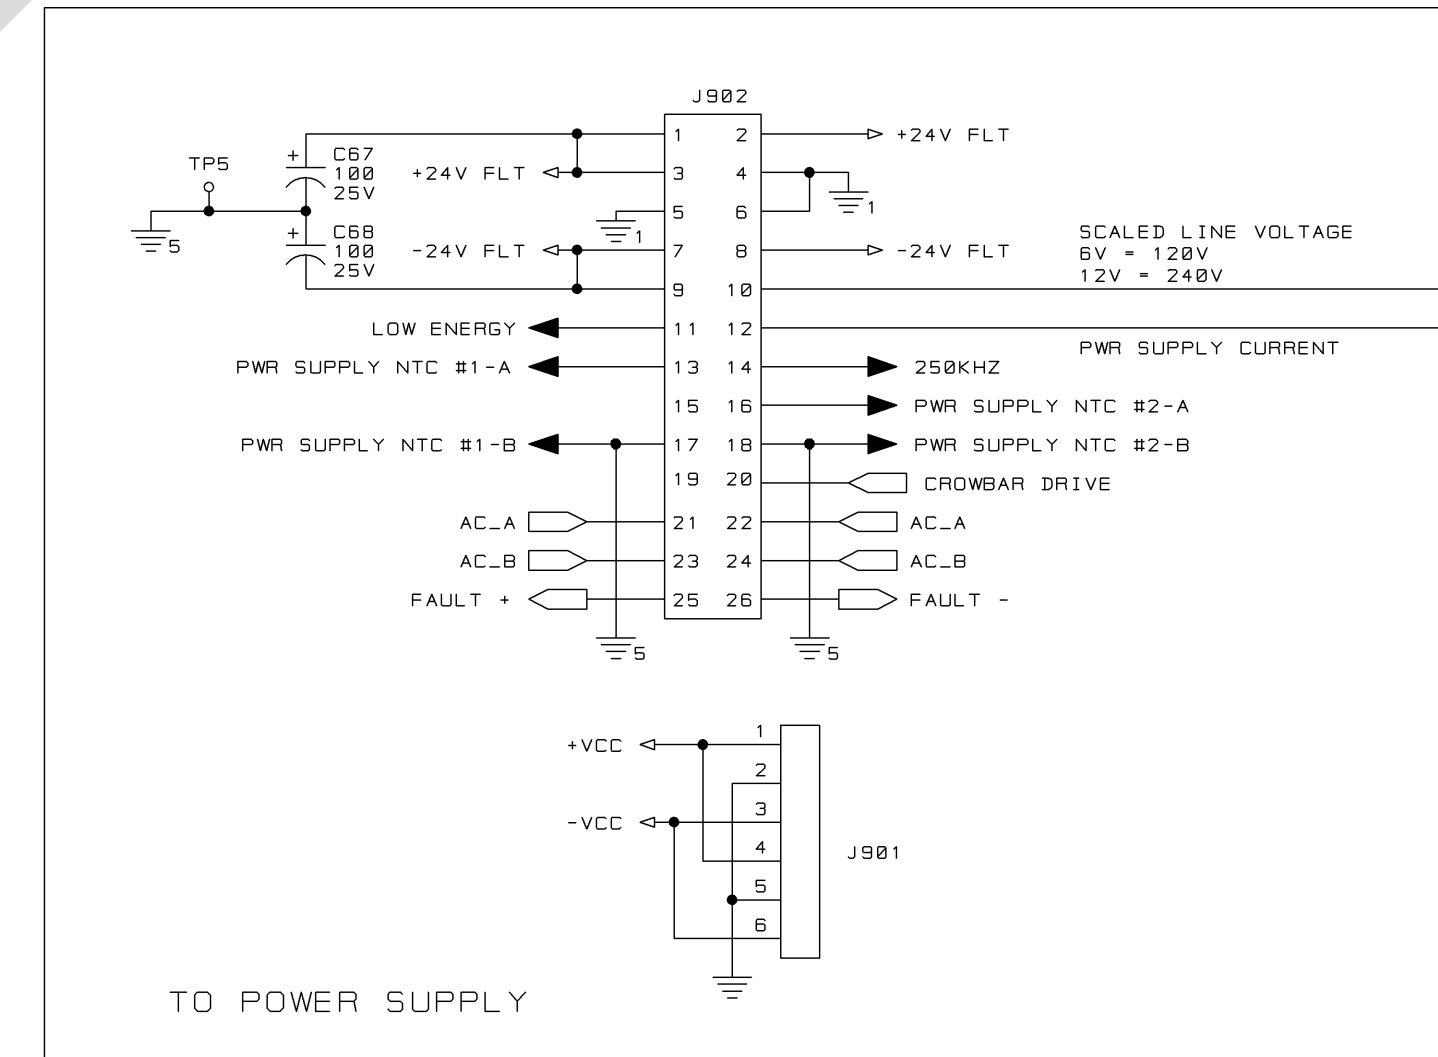 J902
1 2 +24V FLT
TP5
+ C67
100
25V
+24V FLT 3 4
1
5 6
1
5
+ C68
100
25V
-24V FLT 7 8 -24V FLT
SCALED LINE VOLTAGE
6V = 120V
12V = 240V
9 10
LOW ENERGY 11 12
PWR SUPPLY CURRENT
PWR SUPPLY NTC #1-A 13 14 250KHZ
15 16 PWR SUPPLY NTC #2-A
PWR SUPPLY NTC #1-B 17 18 PWR SUPPLY NTC #2-B
19 20 CROWBAR DRIVE
AC_A 21 22 AC_A
AC_B 23 24 AC_B
FAULT + 25 26 FAULT -
5 5
1
+VCC
2
3
-VCC
4
J901
5
6
TO POWER SUPPLY